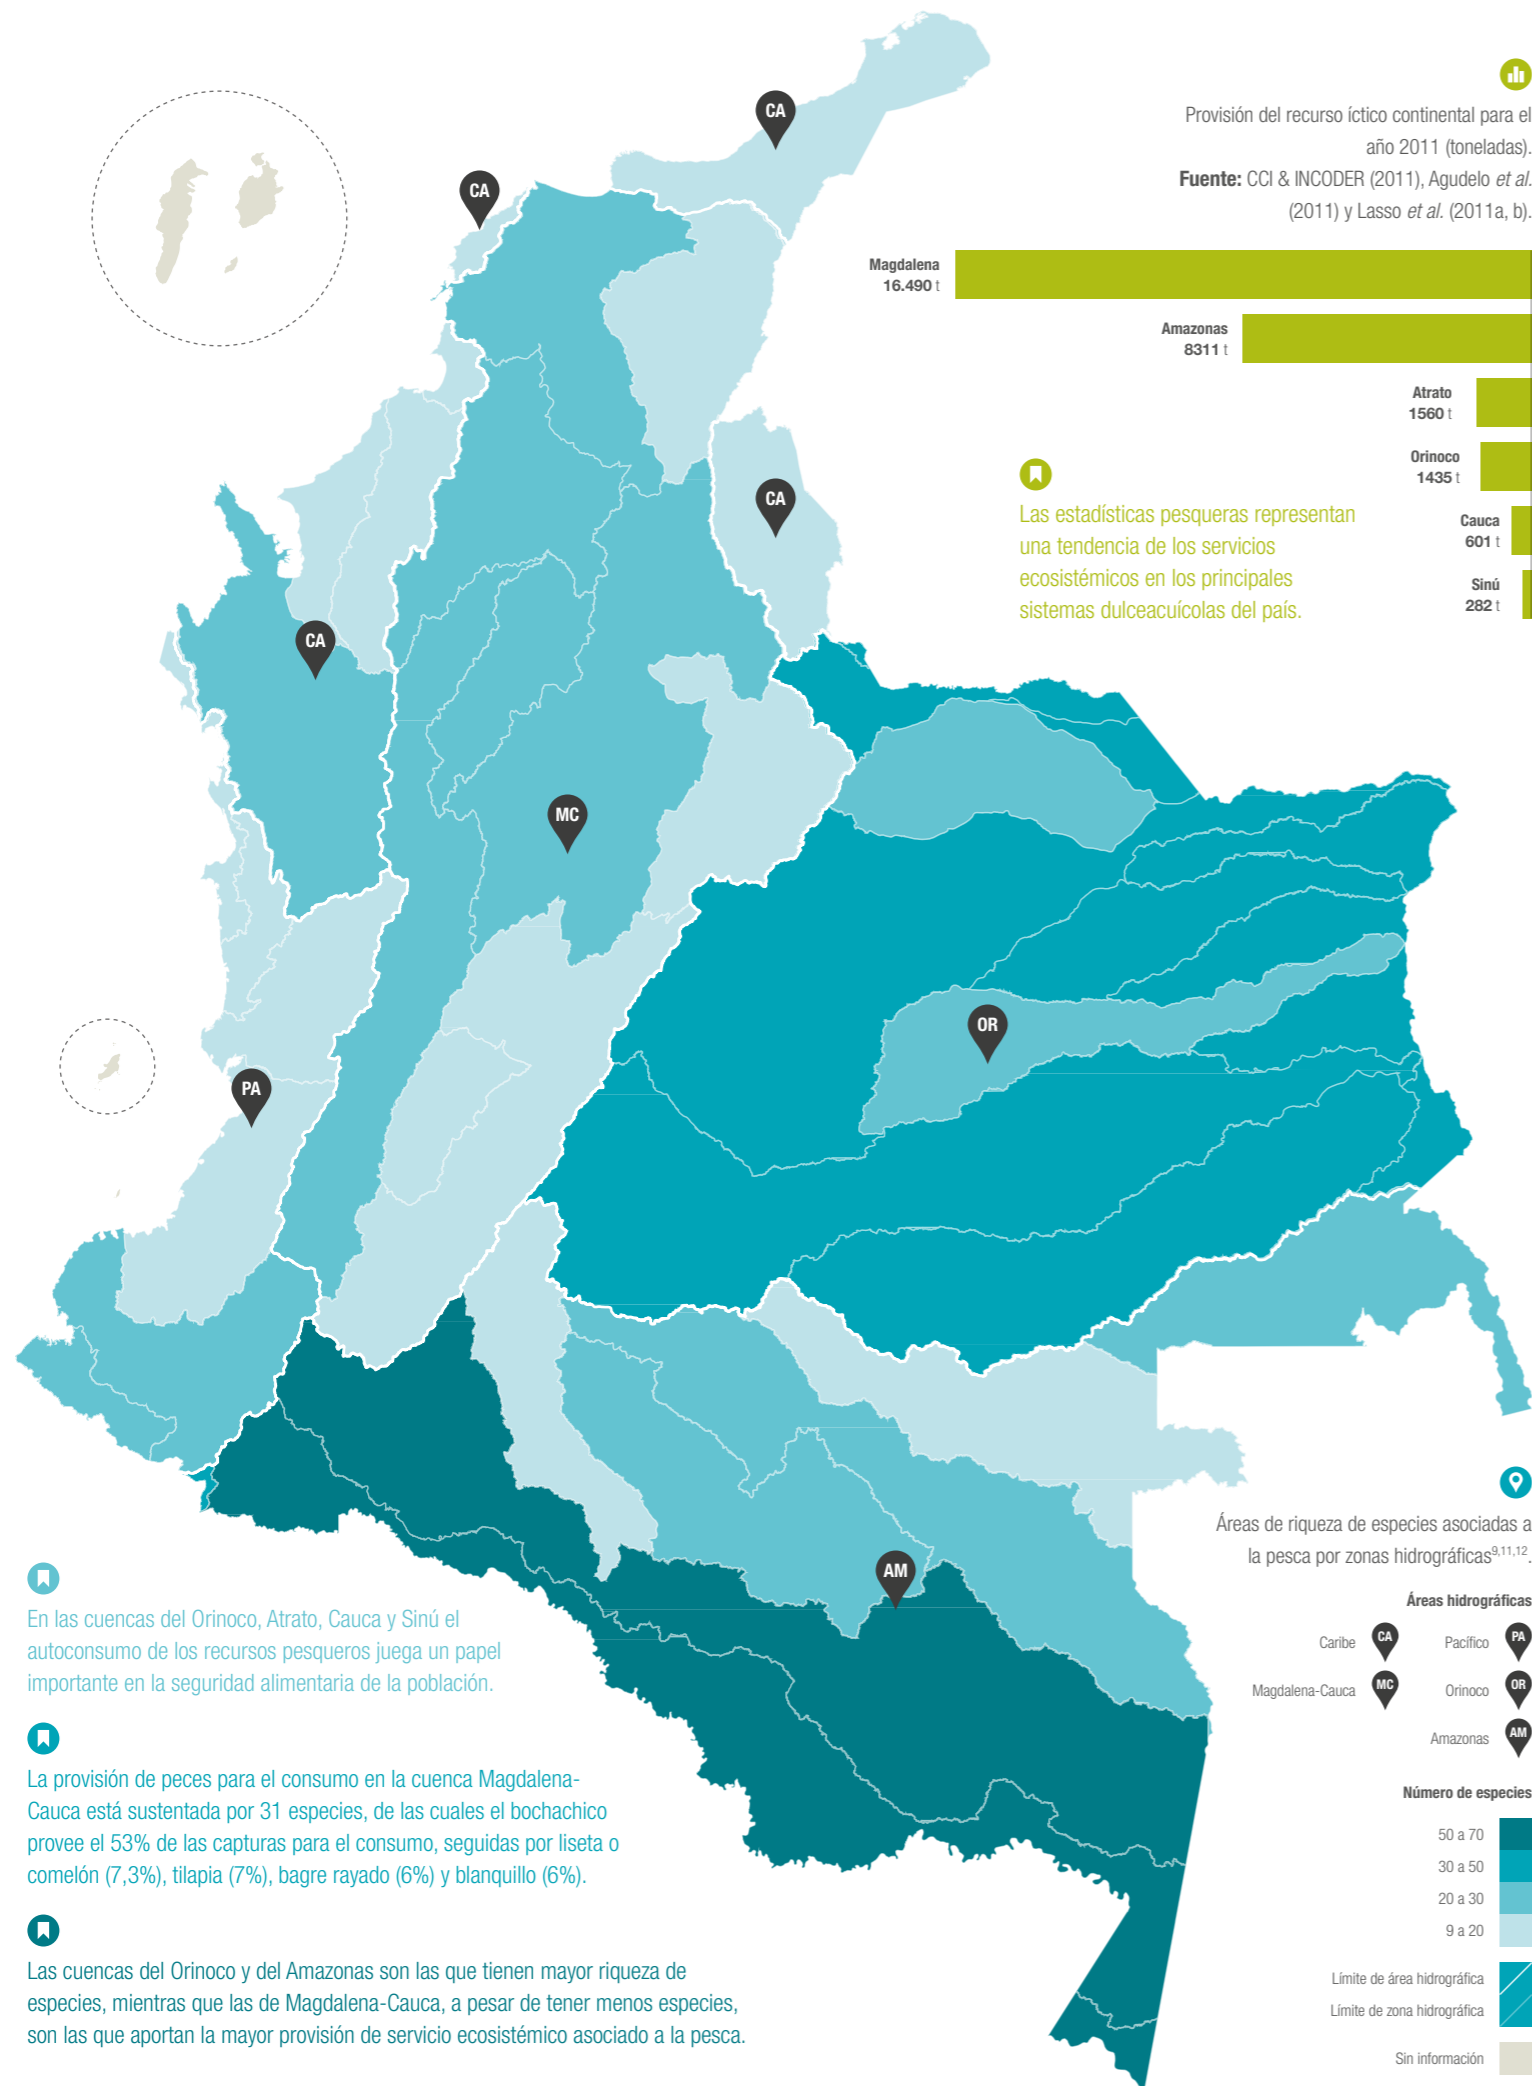 Provisión del recurso íctico continental para el
año 2011 (toneladas).
Fuente: CCI & INCODER (2011), Agudelo et al.
(2011) y Lasso et al. (2011a, b).
Magdalena
16.490 t
Amazonas
8311 t
Atrato
1560 t
Orinoco
1435 t
Cauca
601 t
Sinú
282 t
Las estadísticas pesqueras representan
una tendencia de los servicios
ecosistémicos en los principales
sistemas dulceacuícolas del país.
CA
CA
CA
CA
MC
OR
PA
AM
En las cuencas del Orinoco, Atrato, Cauca y Sinú el
autoconsumo de los recursos pesqueros juega un papel
importante en la seguridad alimentaria de la población.
La provisión de peces para el consumo en la cuenca Magdalena-
Cauca está sustentada por 31 especies, de las cuales el bochachico
provee el 53% de las capturas para el consumo, seguidas por liseta o
comelón (7,3%), tilapia (7%), bagre rayado (6%) y blanquillo (6%).
Las cuencas del Orinoco y del Amazonas son las que tienen mayor riqueza de
especies, mientras que las de Magdalena-Cauca, a pesar de tener menos especies,
son las que aportan la mayor provisión de servicio ecosistémico asociado a la pesca.
Áreas de riqueza de especies asociadas a
la pesca por zonas hidrográficas9,11,12.
Áreas hidrográficas
Caribe CA Pacífico PA
Magdalena-Cauca MC Orinoco OR
Amazonas AM
Número de especies
50 a 70
30 a 50
20 a 30
9 a 20
Límite de área hidrográfica
Límite de zona hidrográfica
Sin información